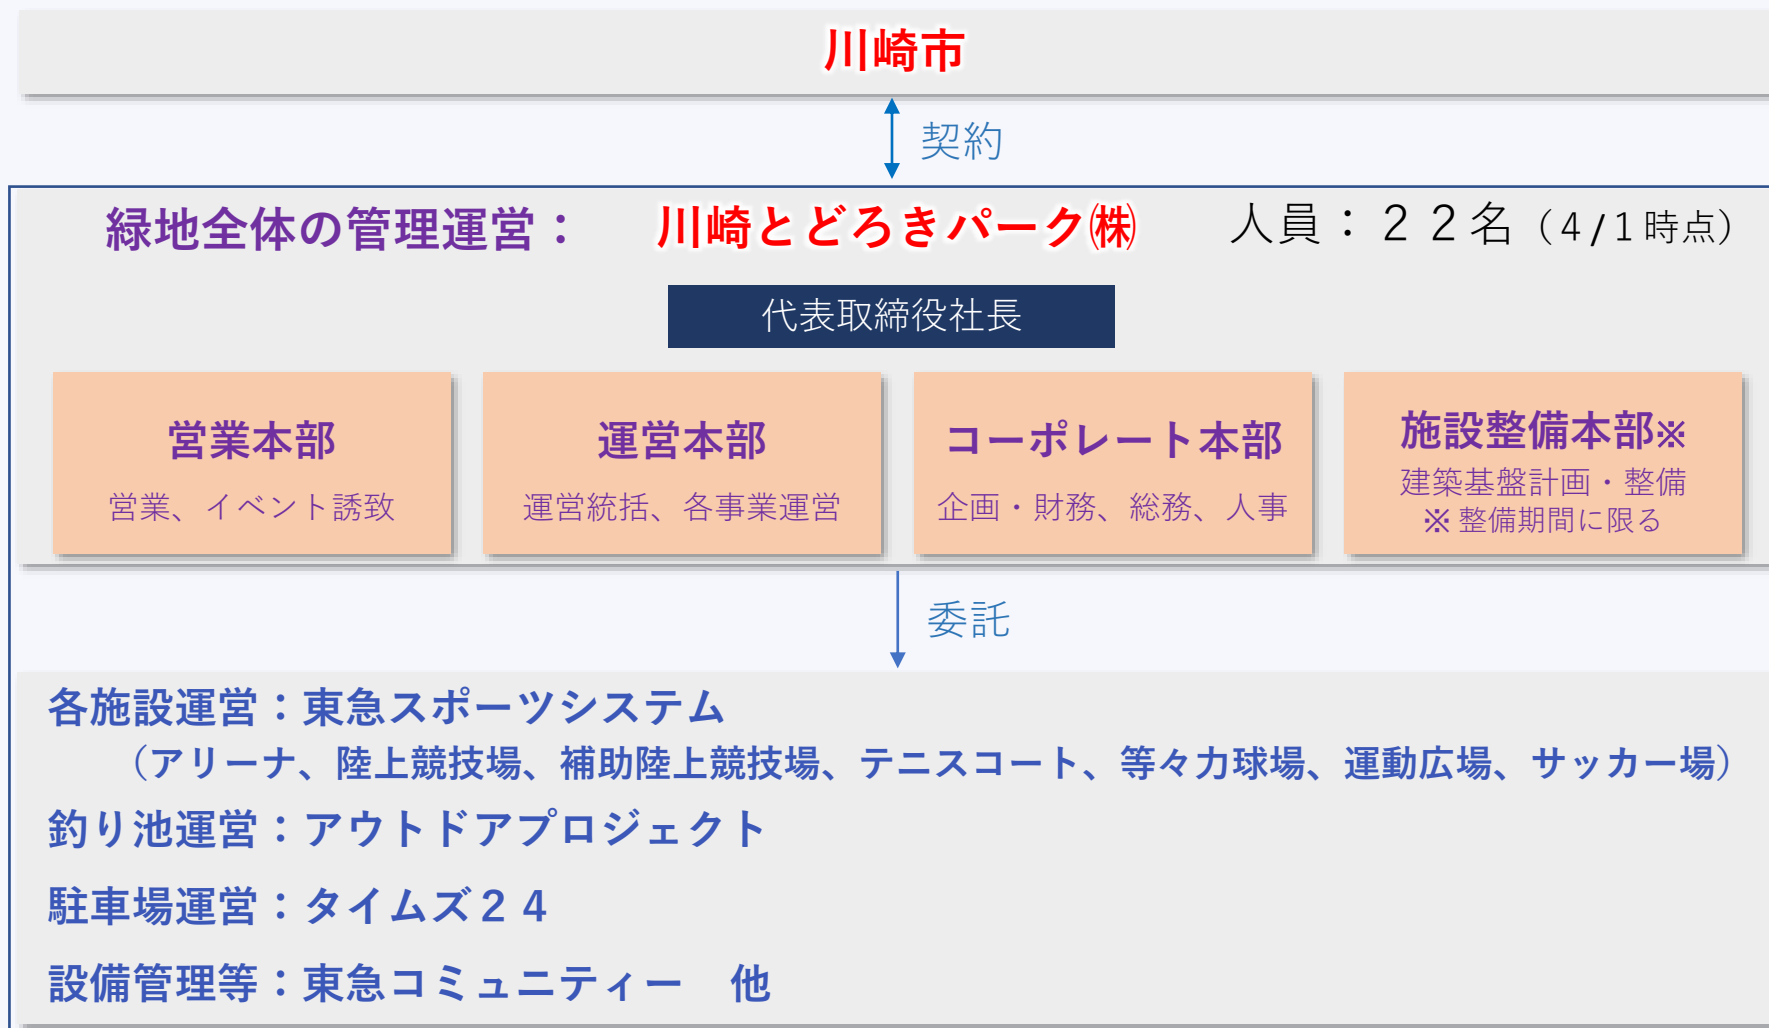 川崎市
契約
緑地全体の管理運営： 川崎とどろきパーク㈱ 人員：２２名（4/1時点）
代表取締役社長
営業本部
営業、イベント誘致
運営本部
運営統括、各事業運営
コーポレート本部
企画・財務、総務、人事
施設整備本部※
建築基盤計画・整備
※整備期間に限る
委託
各施設運営：東急スポーツシステム
（アリーナ、陸上競技場、補助陸上競技場、テニスコート、等々力球場、運動広場、サッカー場）
釣り池運営：アウトドアプロジェクト
駐車場運営：タイムズ２４
設備管理等：東急コミュニティー　他